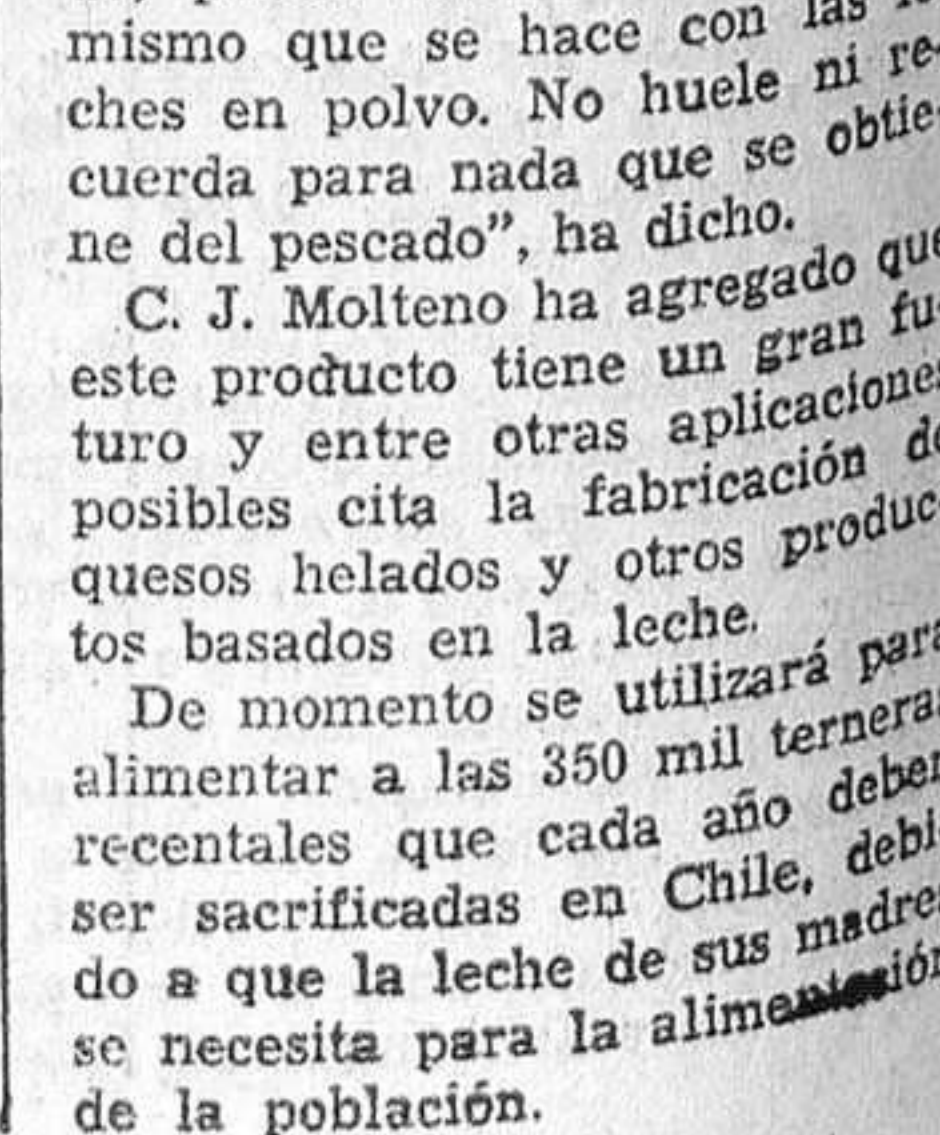 mismo que se hace con las
ches en polvo. No huele ni re-
cuerda para nada que se obtie-
ne del pescado”, ha dicho.
C. J. Molteno ha agregado que
este producto tiene un gran fu-
turo y entre otras aplicaciones
posibles cita la fabricación de
quesos helados y otros produc-
tos basados en la leche.
De momento se utilizará para
alimentar a las 350 mil terneras
recentales que cada año deben
ser sacrificadas en Chile, debi-
do a que la leche de sus madres
se necesita para la alimentación
de la población.